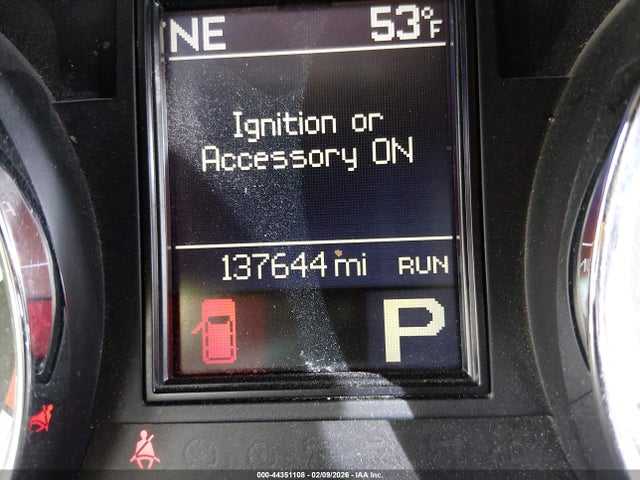 NE 53°F
Ignition or
Accessory ON
137644 mi RUN
P
000-44351108 - 02/09/2026 - IAA Inc.